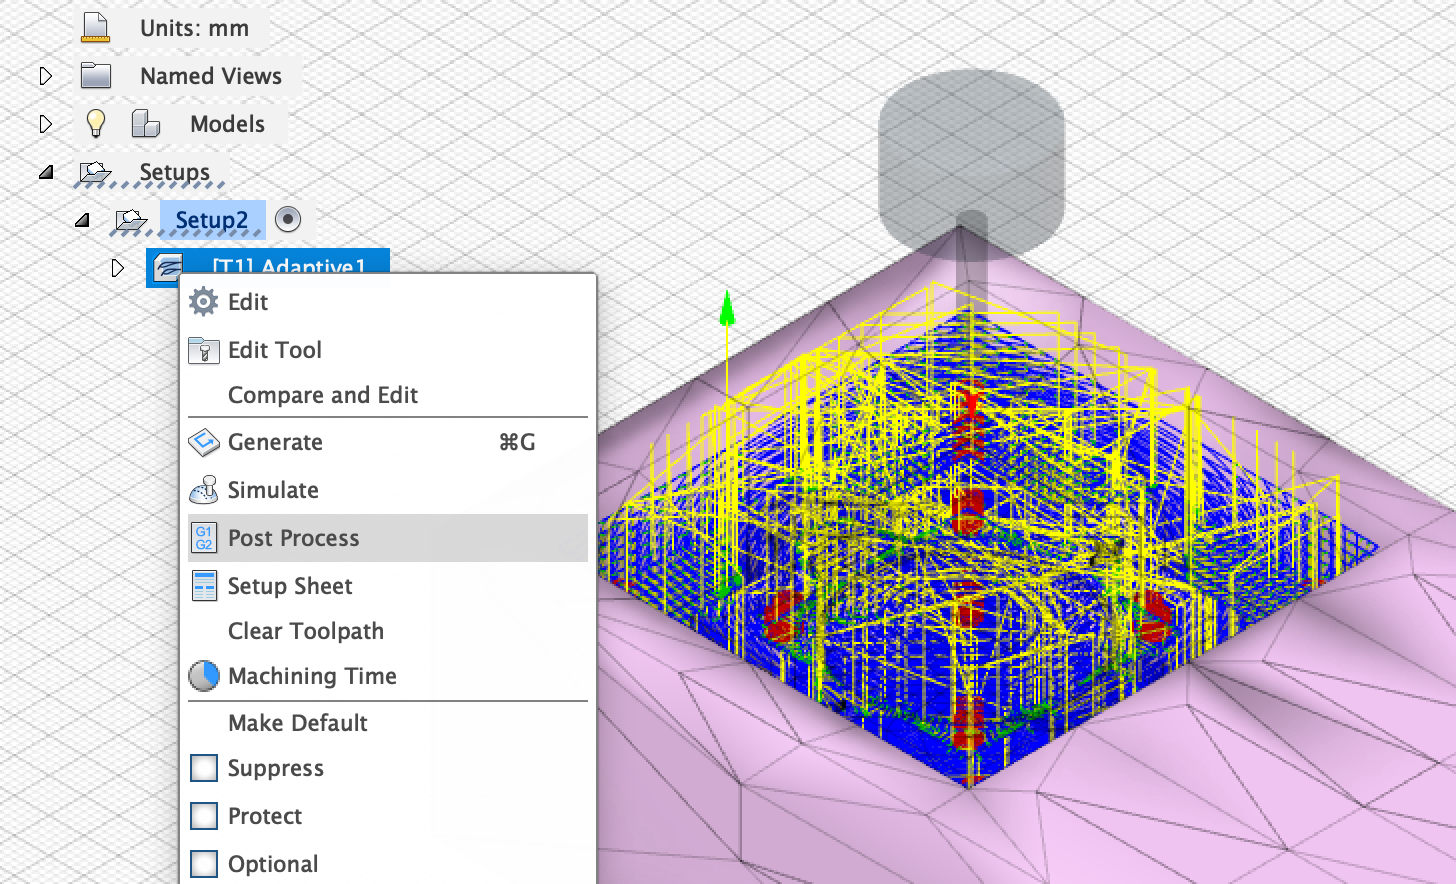 Units: mm
Named Views
Models
Setups
Setup2
[T1] Adaptive1
Edit
Edit Tool
Compare and Edit
Generate ⌘G
Simulate
G1
G2
Post Process
Setup Sheet
Clear Toolpath
Machining Time
Make Default
Suppress
Protect
Optional